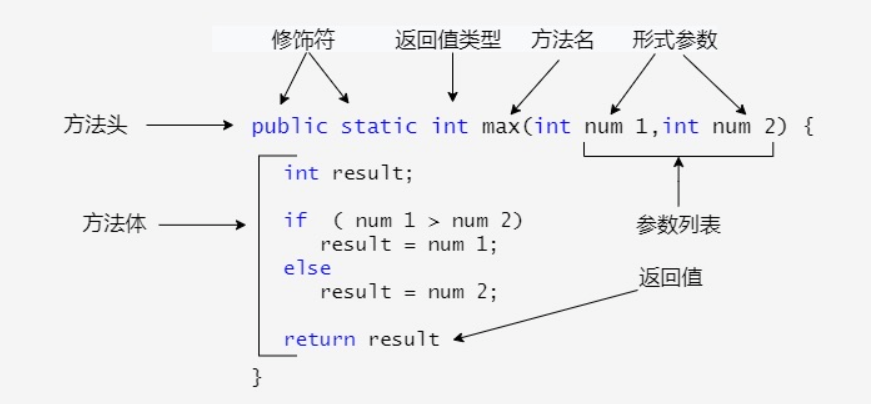 修饰符 返回值类型 方法名 形式参数
方法头 public static int max(int num 1,int num 2) {
int result;
方法体 if ( num 1 > num 2) 参数列表
result = num 1;
else
返回值
result = num 2;
return result
}